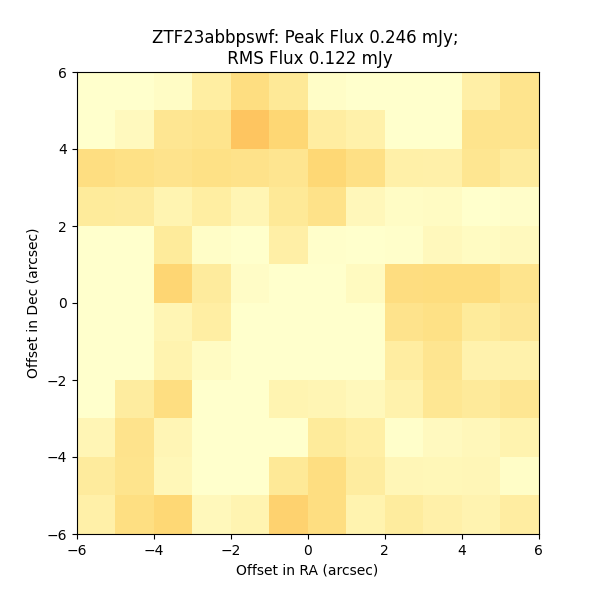 ZTF23abbpswf: Peak Flux 0.246 mJy;
RMS Flux 0.122 mJy
6
4
2
0
−2
−4
−6
Offset in Dec (arcsec)
−6 −4 −2 0 2 4 6
Offset in RA (arcsec)